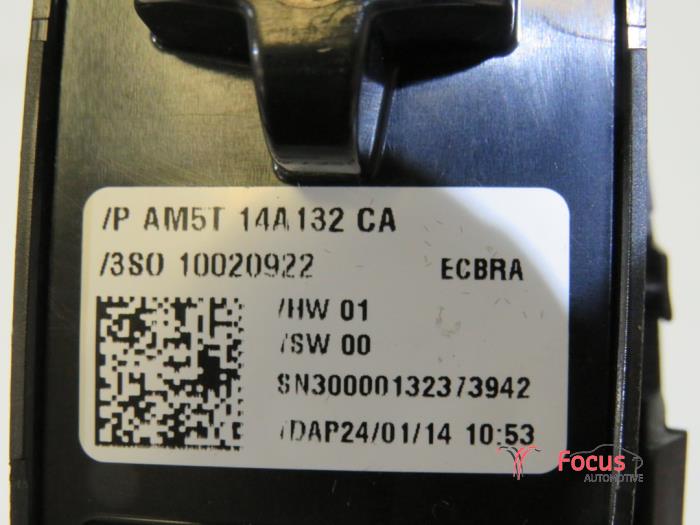 /P AM5T 14A132 CA
/3S0 10020922 ECBRA
/HW 01
/SW 00
SN30000132373942
/DAP24/01/14 10:53
Focus
AUTOMOTIVE